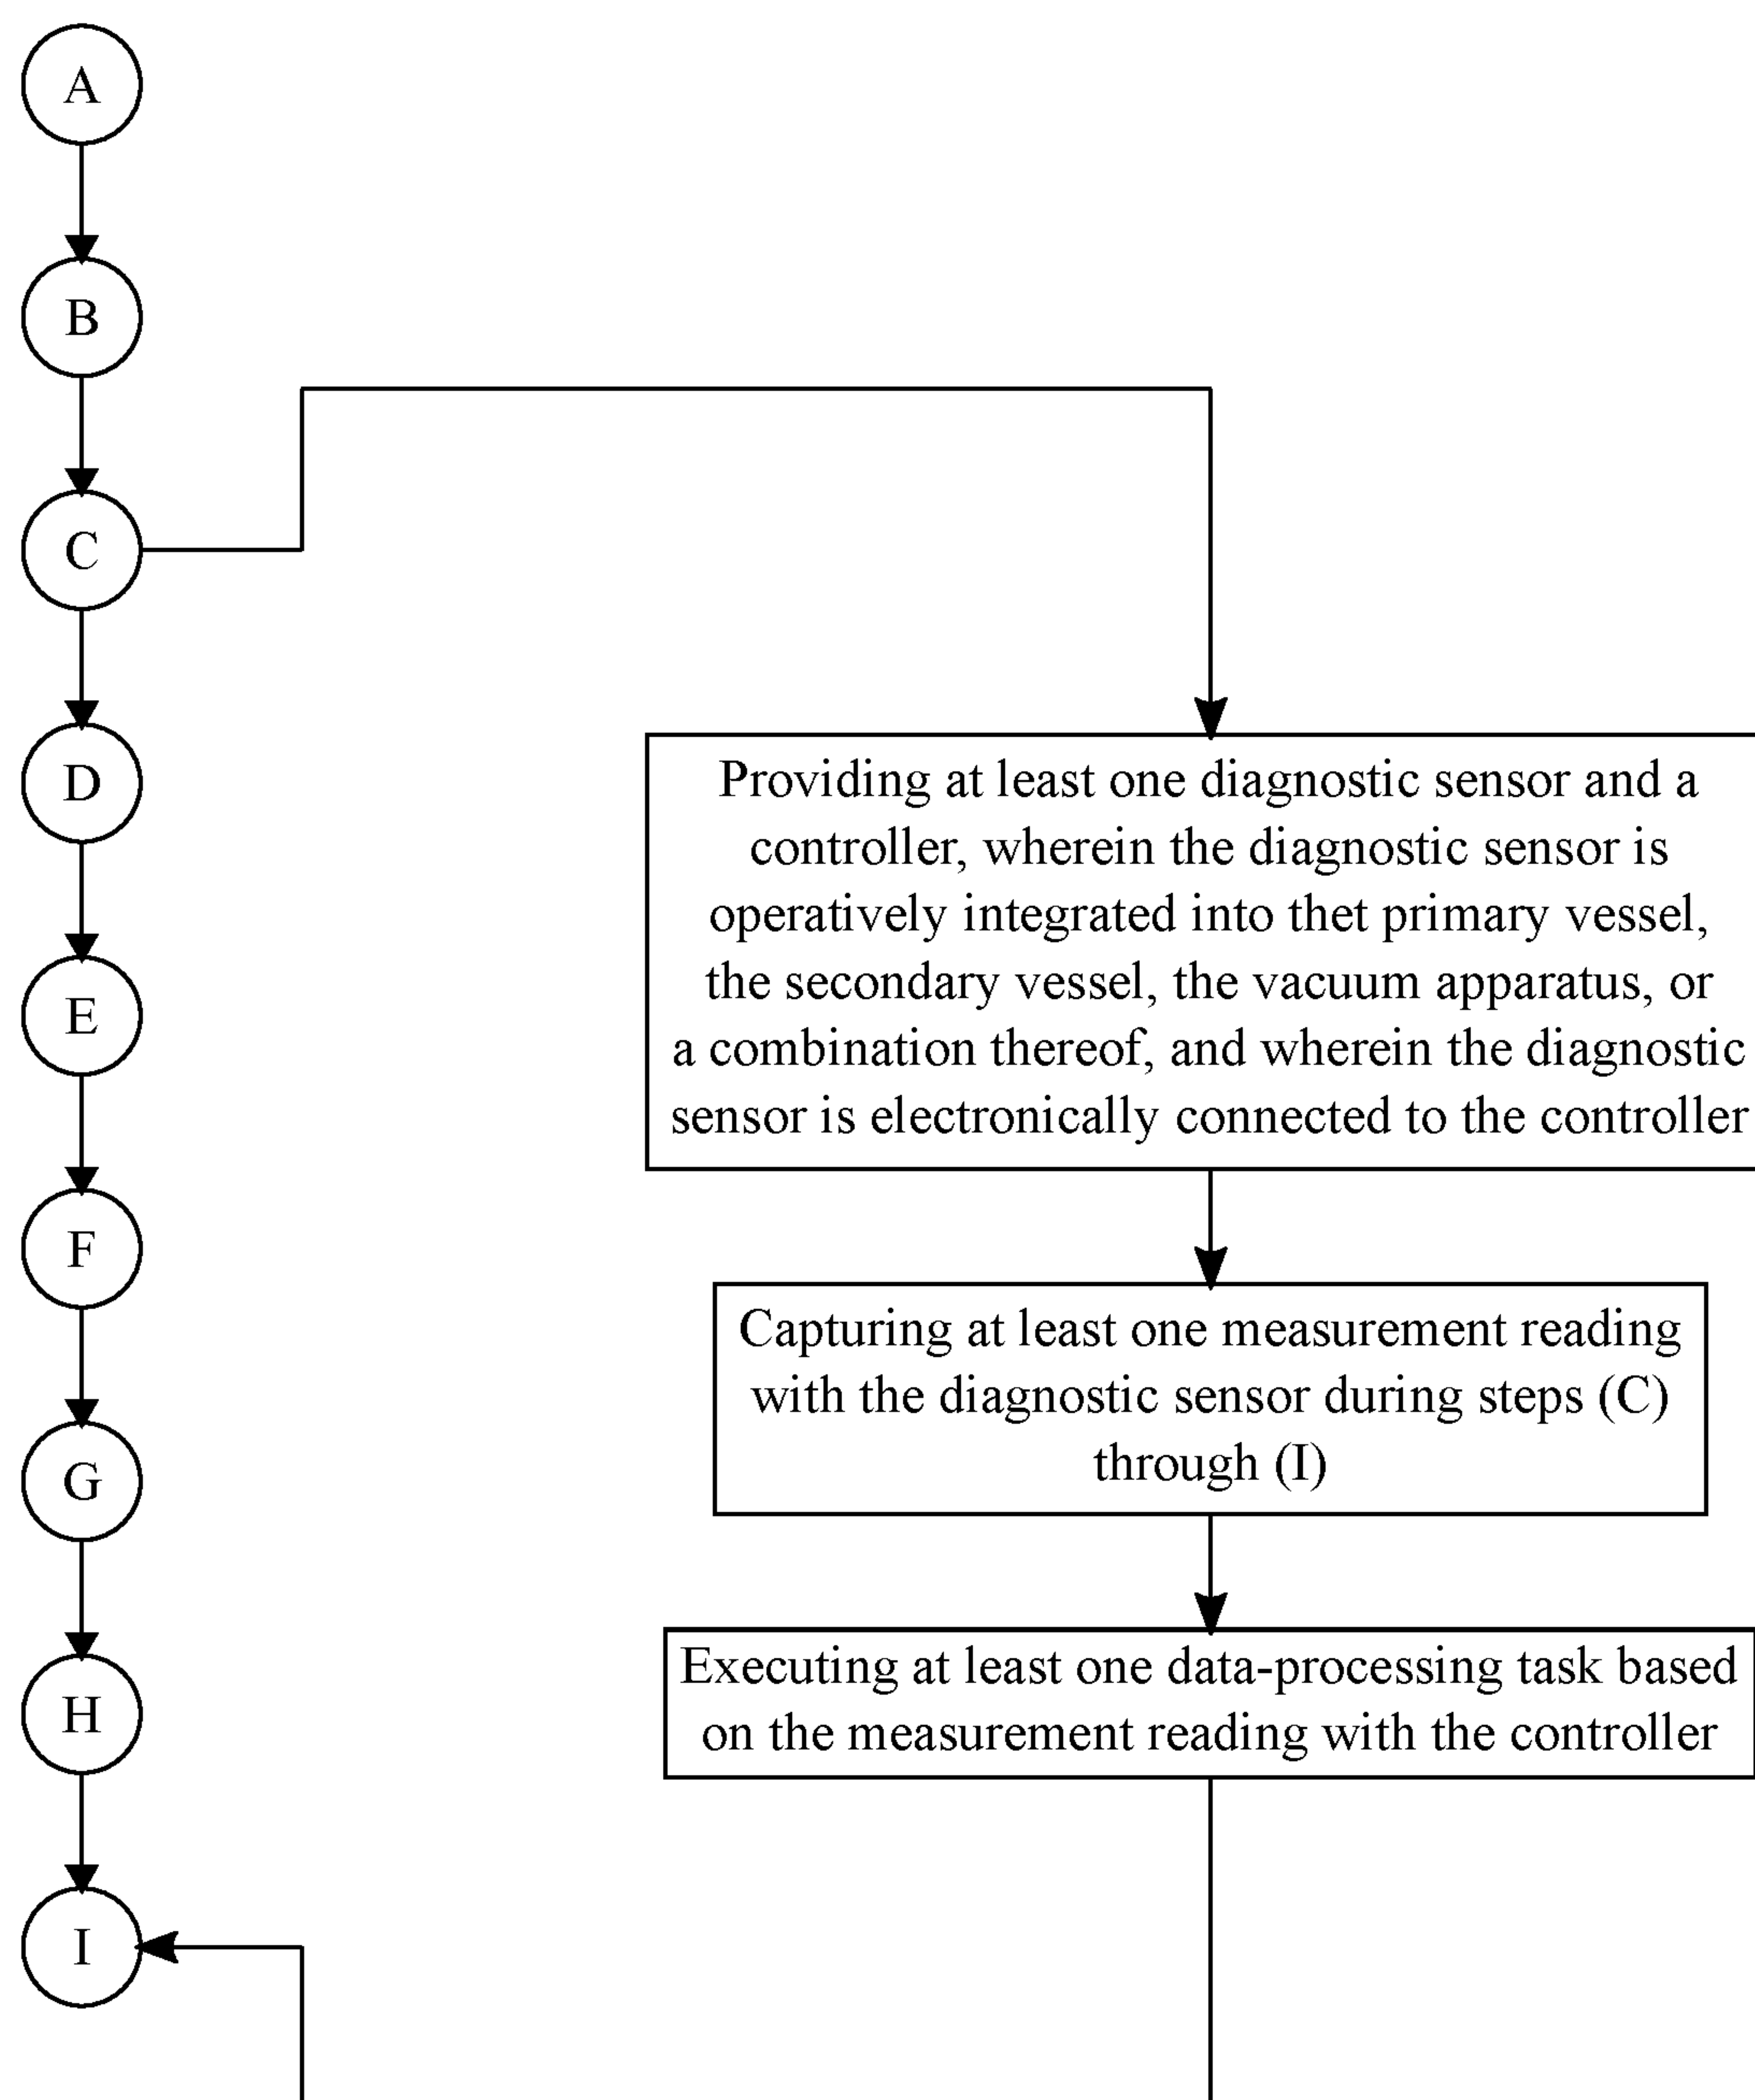 A
B
C
D
E
F
G
H
I
Providing at least one diagnostic sensor and a
controller, wherein the diagnostic sensor is
operatively integrated into thet primary vessel,
the secondary vessel, the vacuum apparatus, or
a combination thereof, and wherein the diagnostic
sensor is electronically connected to the controller
Capturing at least one measurement reading
with the diagnostic sensor during steps (C)
through (I)
Executing at least one data-processing task based
on the measurement reading with the controller